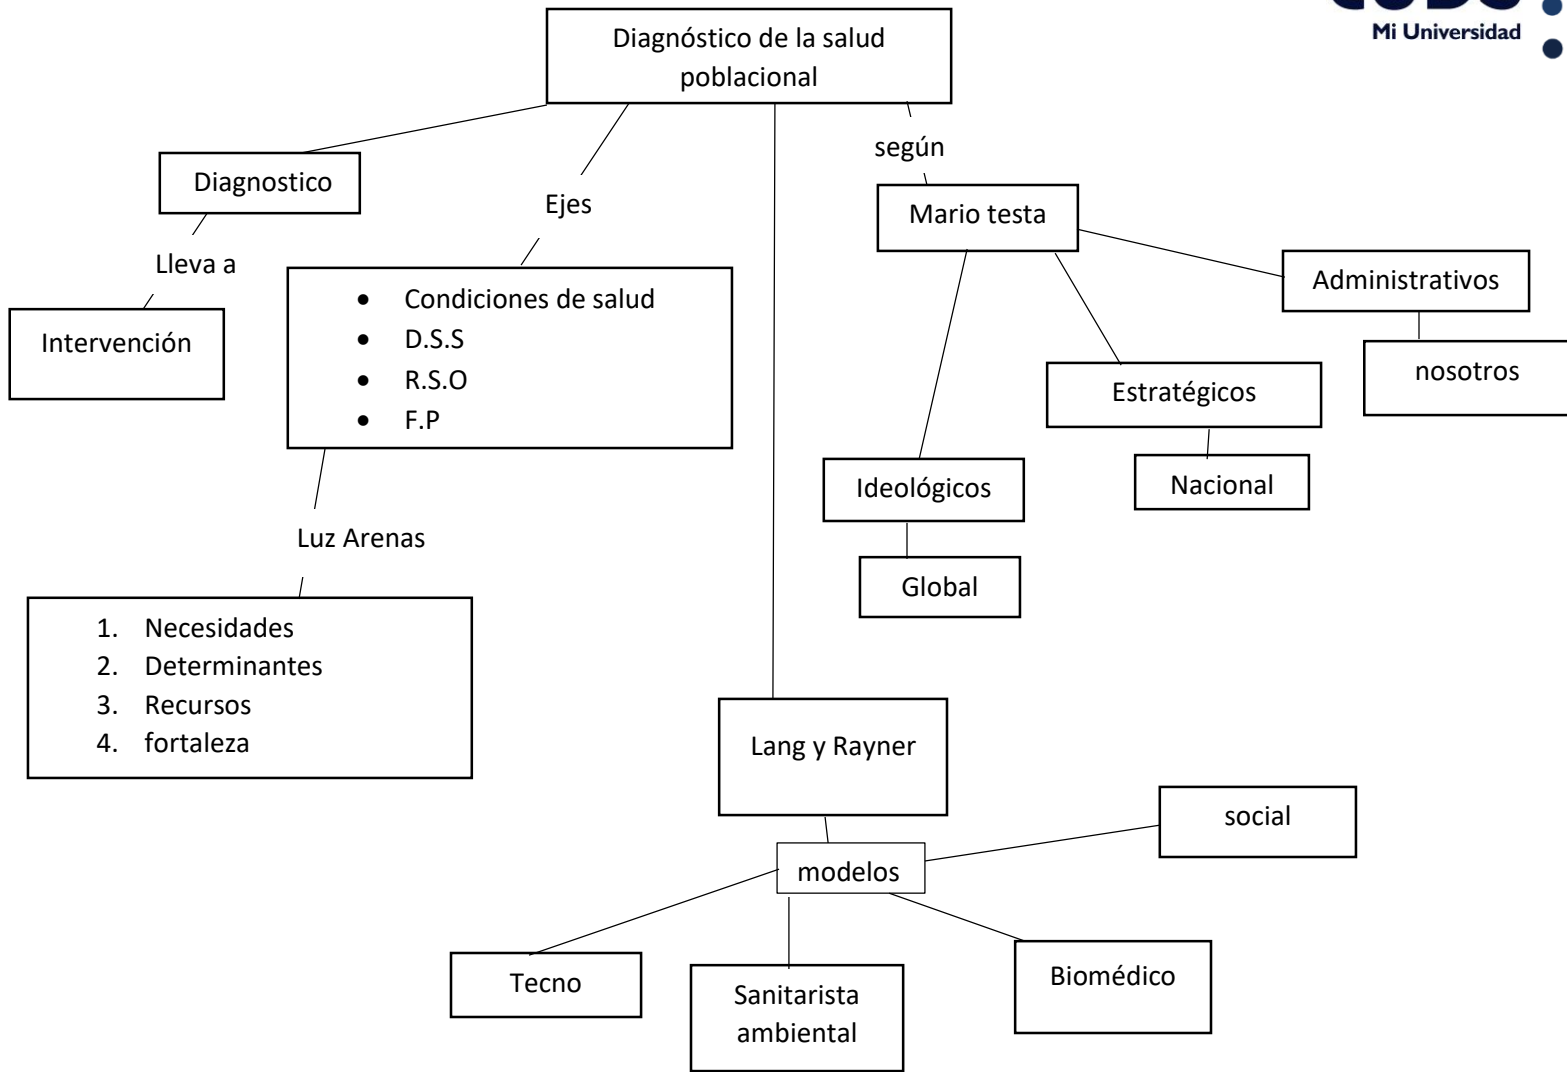 Mi Universidad
Diagnóstico de la salud
poblacional
según
Diagnostico
Ejes
Mario testa
Lleva a
Administrativos
Intervención
• Condiciones de salud
• D.S.S
• R.S.O
• F.P
nosotros
Estratégicos
Ideológicos
Nacional
Luz Arenas
Global
1. Necesidades
2. Determinantes
3. Recursos
4. fortaleza
Lang y Rayner
social
modelos
Tecno
Sanitarista
ambiental
Biomédico